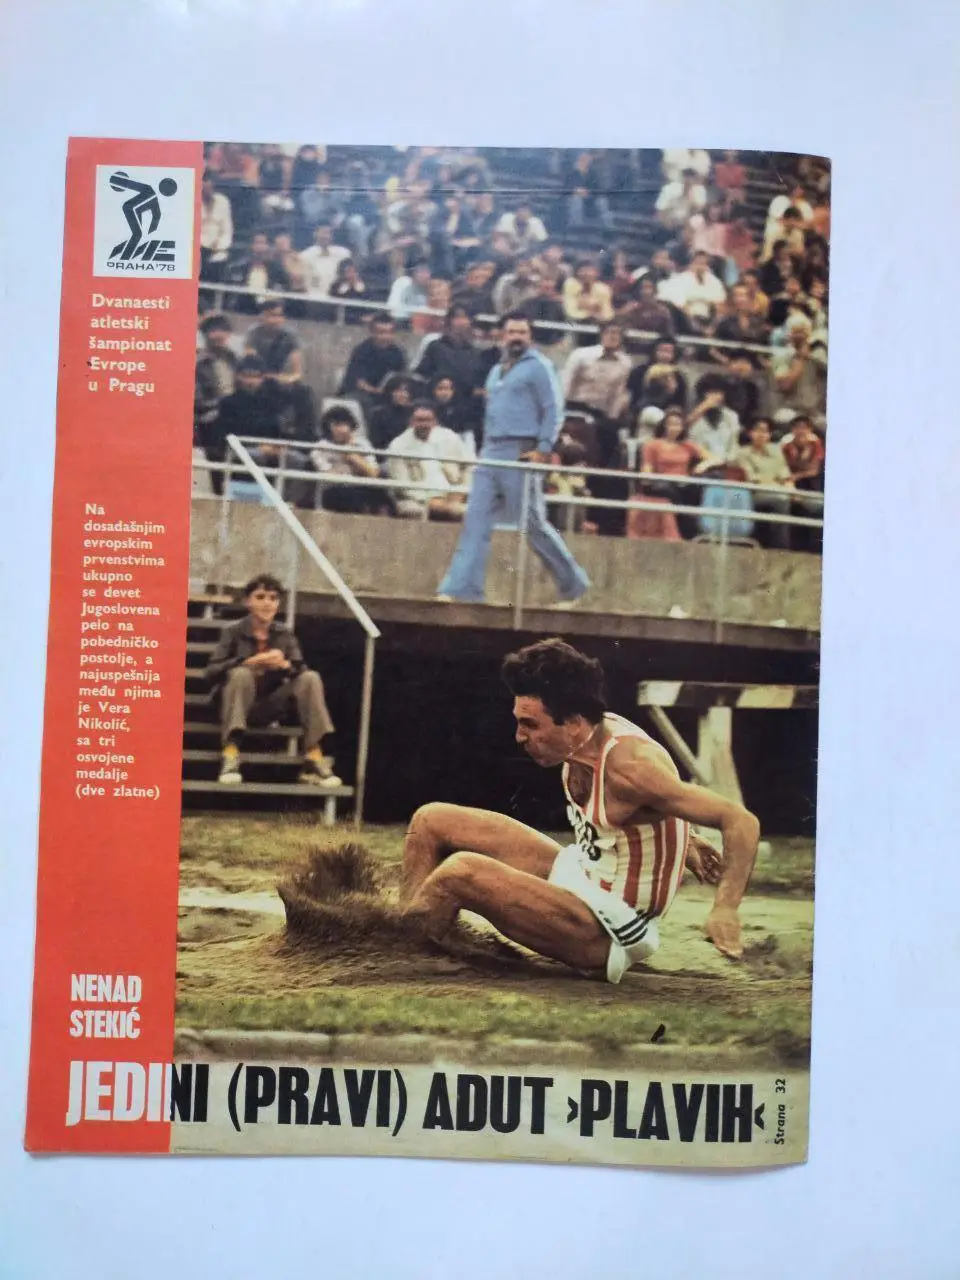 PRAHA'78
Dvanaesti
atletski
šampionat
Evrope
u Pragu
Na
dosadašnjim
evropskim
prvenstvima
ukupno
se devet
Jugoslovena
pelo na
pobedničko
postolje, a
najuspešnija
među njima
je Vera
Nikolić,
sa tri
osvojene
medalje
(dve zlatne)
NENAD
STEKIĆ
JEDINI (PRAVI) ADUT ›PLAVIH‹
Strana 32